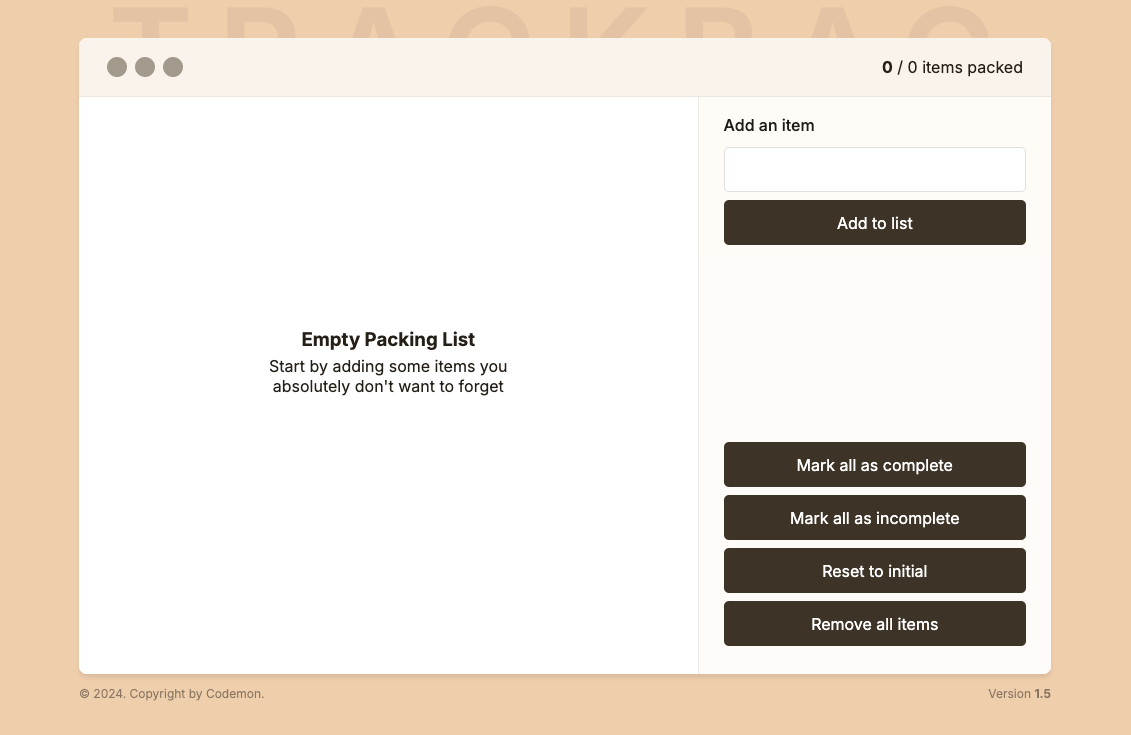 TREKBAG
0 / 0 items packed
Add an item
Add to list
Empty Packing List
Start by adding some items you
absolutely don't want to forget
Mark all as complete
Mark all as incomplete
Reset to initial
Remove all items
© 2024. Copyright by Codemon.
Version 1.5